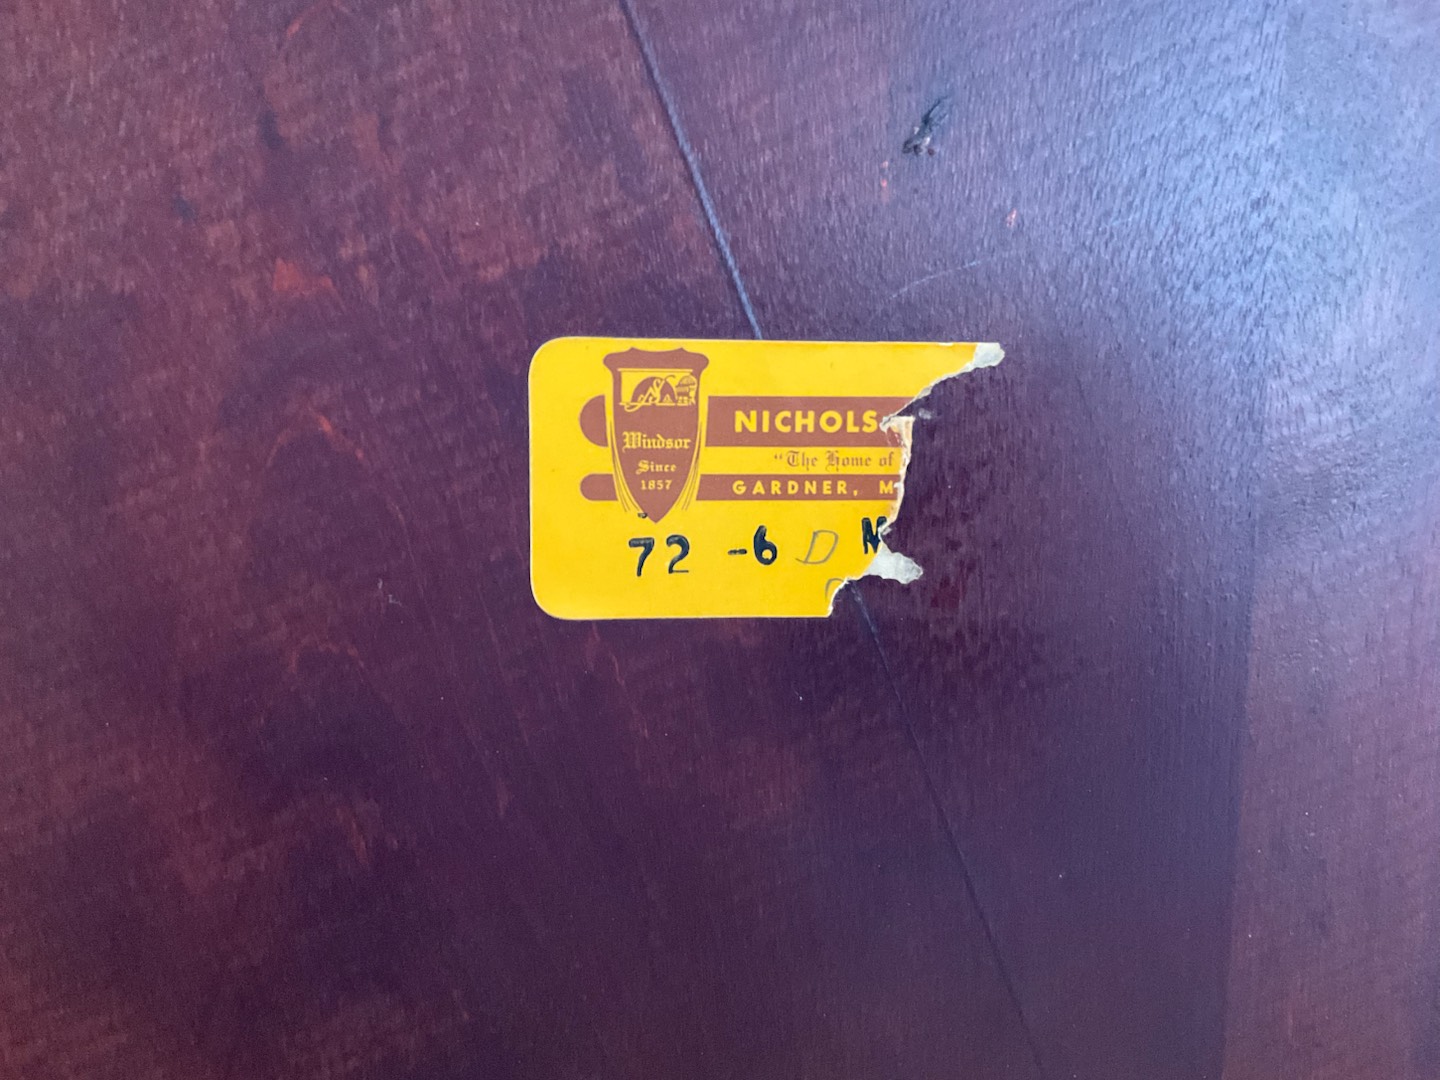 Windsor
Since
1857
NICHOLS
“The Home of
GARDNER, M
72 -6 D N